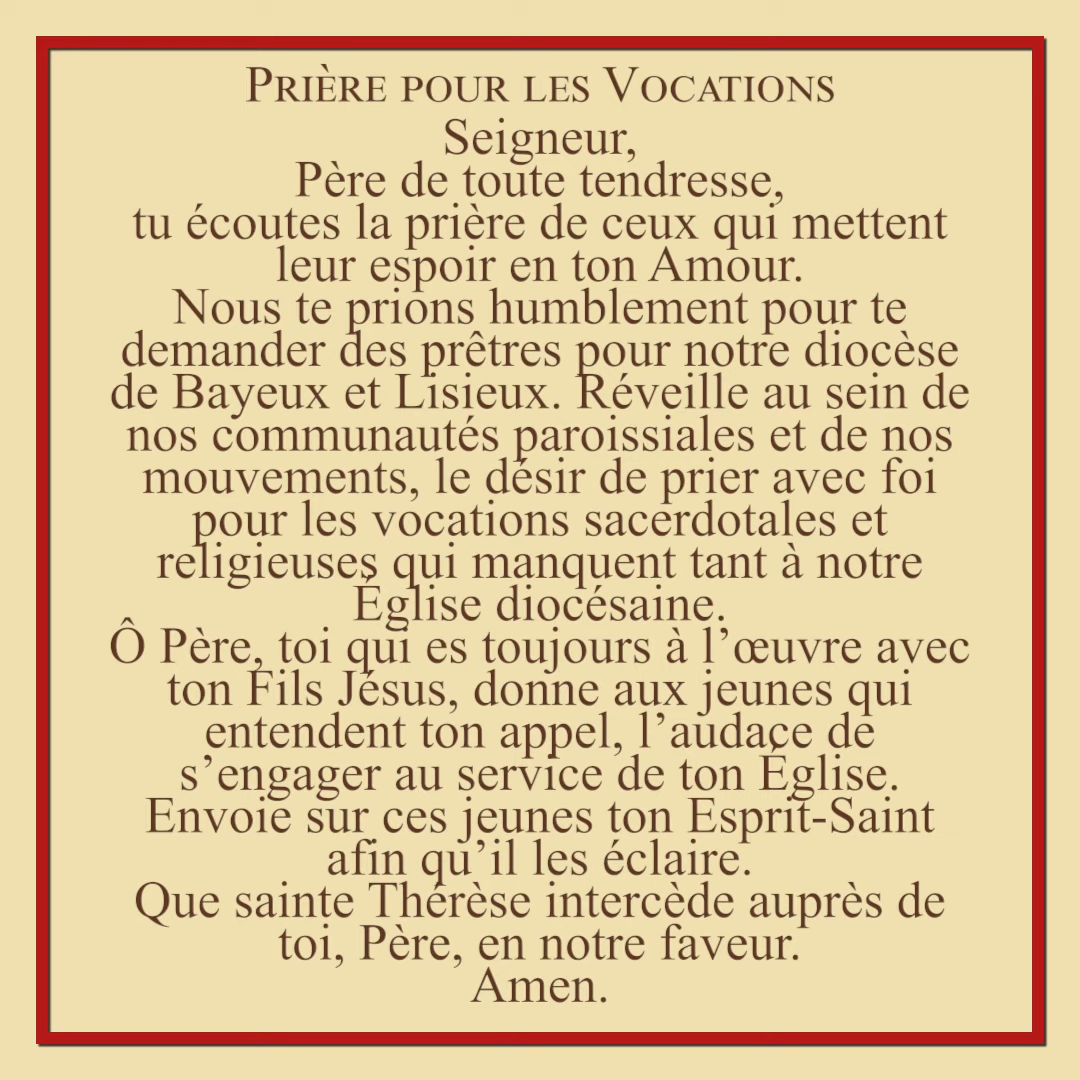 Prière pour les Vocations
Seigneur,
Père de toute tendresse,
tu écoutes la prière de ceux qui mettent
leur espoir en ton Amour.
Nous te prions humblement pour te
demander des prêtres pour notre diocèse
de Bayeux et Lisieux. Réveille au sein de
nos communautés paroissiales et de nos
mouvements, le désir de prier avec foi
pour les vocations sacerdotales et
religieuses qui manquent tant à notre
Église diocésaine.
Ô Père, toi qui es toujours à l’œuvre avec
ton Fils Jésus, donne aux jeunes qui
entendent ton appel, l’audace de
s’engager au service de ton Église.
Envoie sur ces jeunes ton Esprit-Saint
afin qu’il les éclaire.
Que sainte Thérèse intercède auprès de
toi, Père, en notre faveur.
Amen.